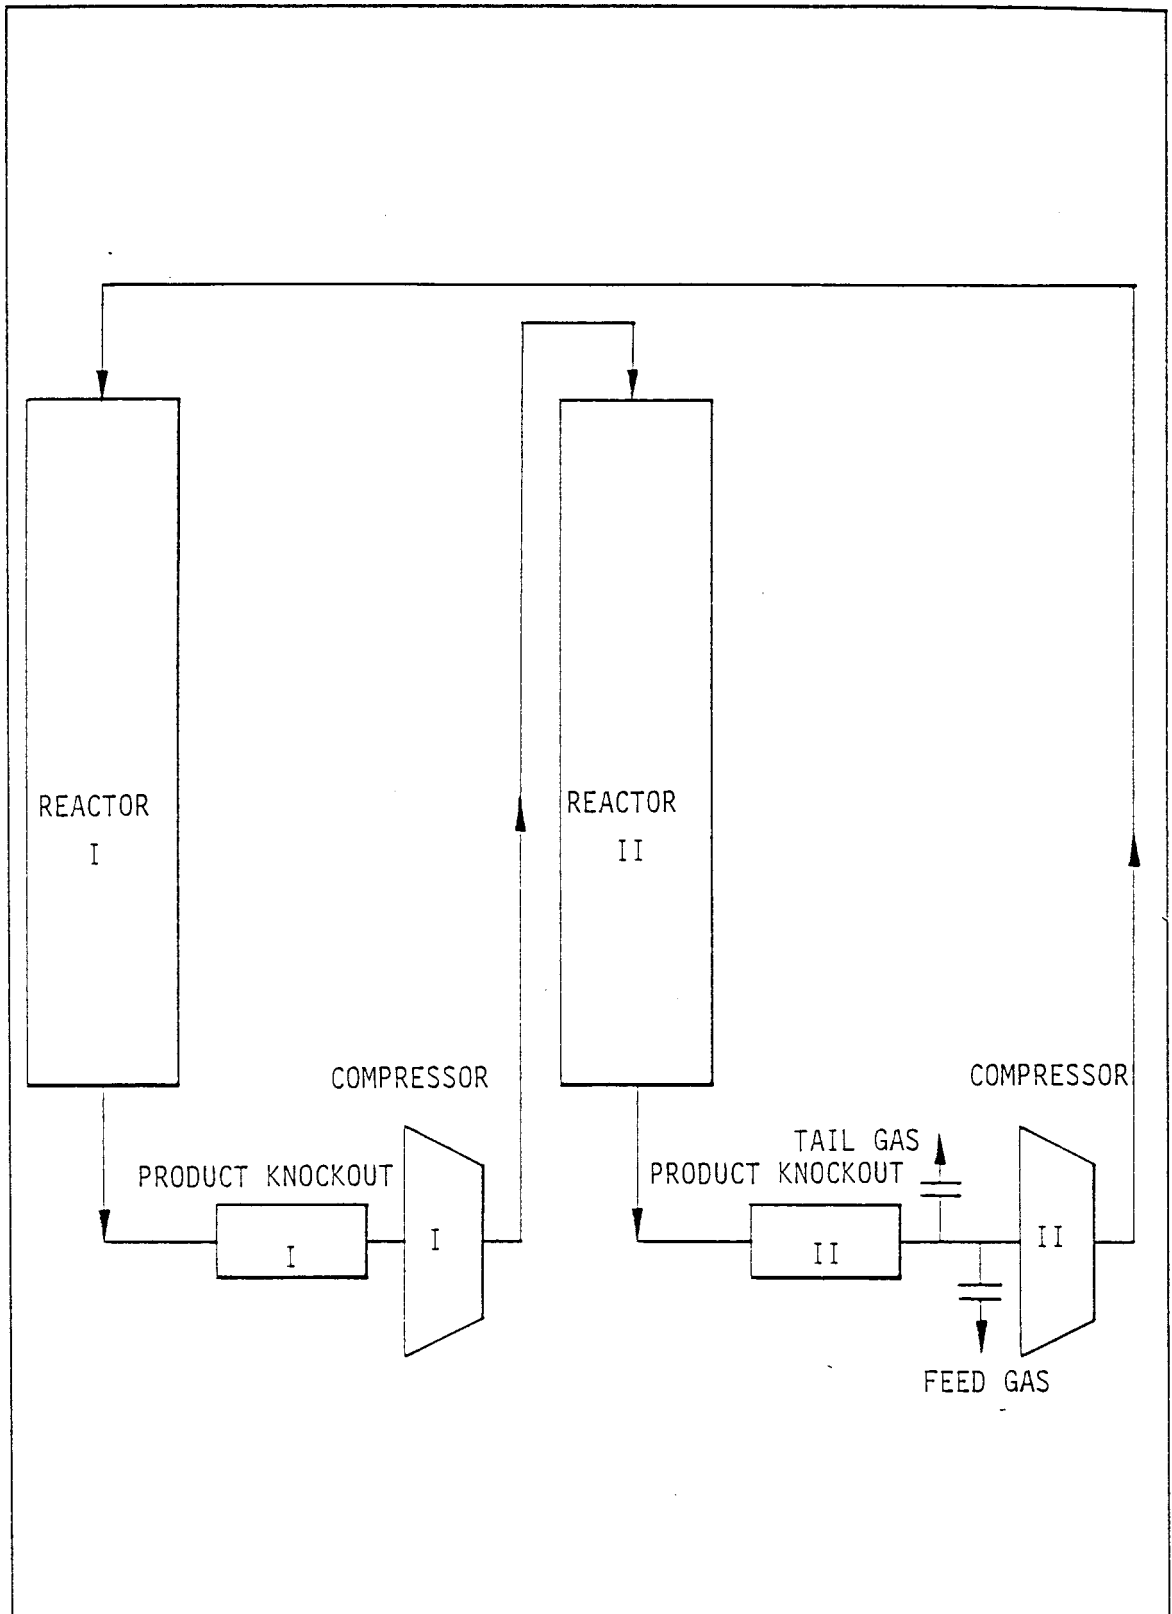 REACTOR
I
REACTOR
II
COMPRESSOR
COMPRESSOR
TAIL GAS
PRODUCT KNOCKOUT
PRODUCT KNOCKOUT
I
I
II
II
FEED GAS